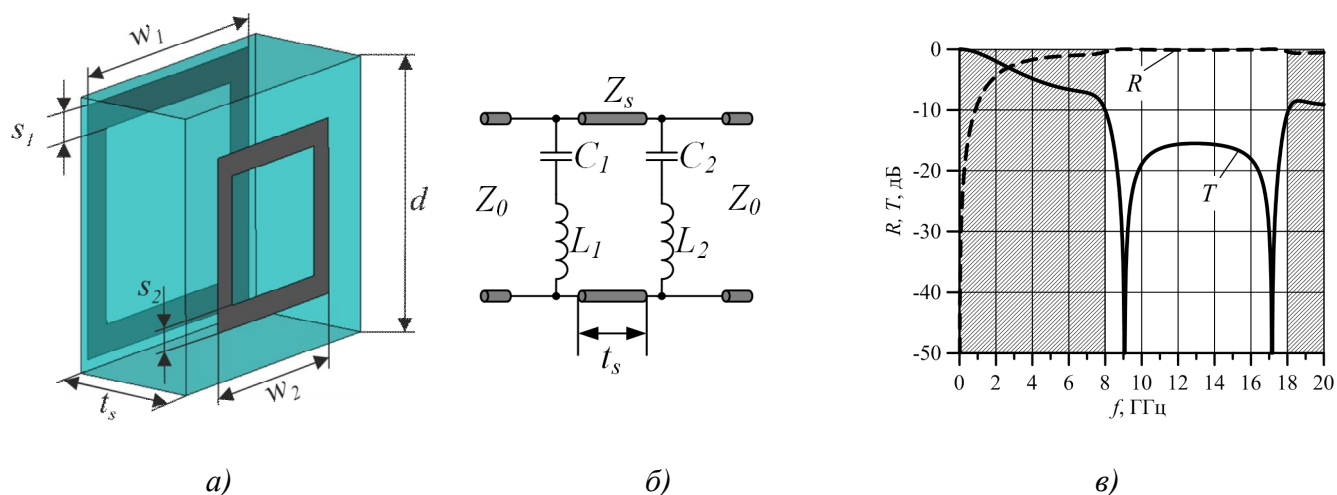 w₁
s₁
d
s₂
tₛ
w₂
а)
Zₛ
C₁
C₂
Z₀
Z₀
L₁
L₂
tₛ
б)
0
-10
-20
-30
-40
-50
R, T, дБ
R
T
0 2 4 6 8 10 12 14 16 18 20
f, ГГц
в)